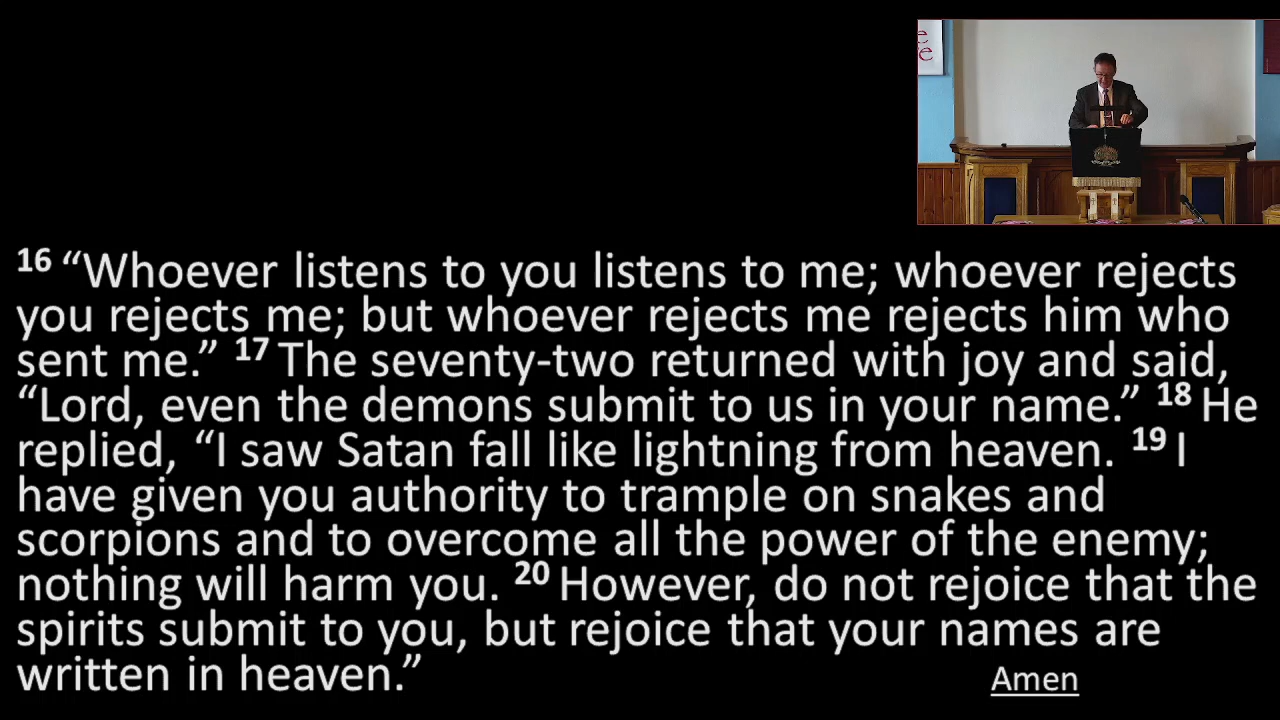 16 “Whoever listens to you listens to me; whoever rejects
you rejects me; but whoever rejects me rejects him who
sent me.” 17 The seventy-two returned with joy and said,
“Lord, even the demons submit to us in your name.” 18 He
replied, “I saw Satan fall like lightning from heaven. 19 I
have given you authority to trample on snakes and
scorpions and to overcome all the power of the enemy;
nothing will harm you. 20 However, do not rejoice that the
spirits submit to you, but rejoice that your names are
written in heaven.”
Amen